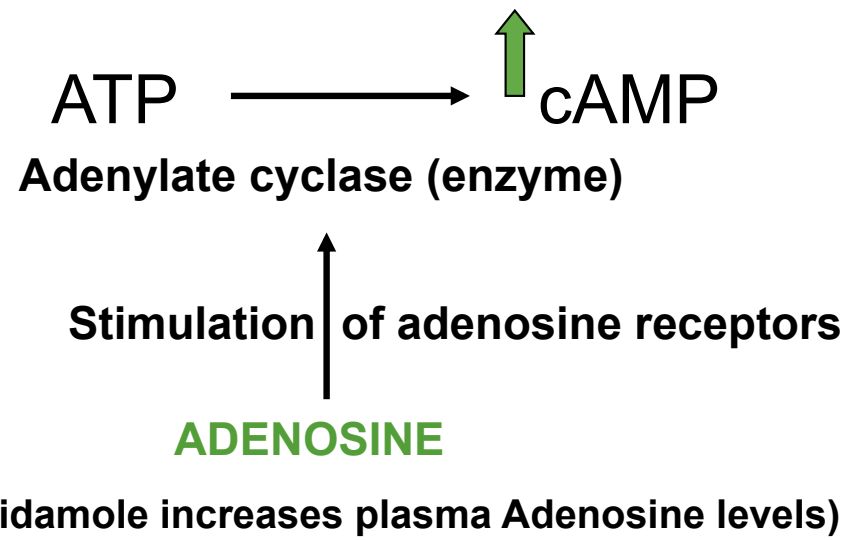 ATP cAMP
Adenylate cyclase (enzyme)
Stimulation of adenosine receptors
ADENOSINE
idamole increases plasma Adenosine levels)